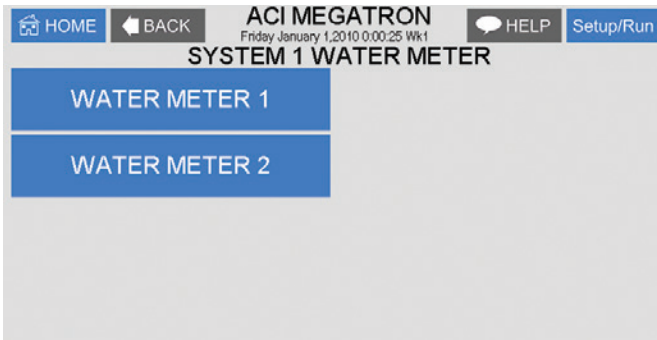 HOME
BACK
ACI MEGATRON
Friday January 1,2010 0:00:25 Wk1
HELP
Setup/Run
SYSTEM 1 WATER METER
WATER METER 1
WATER METER 2